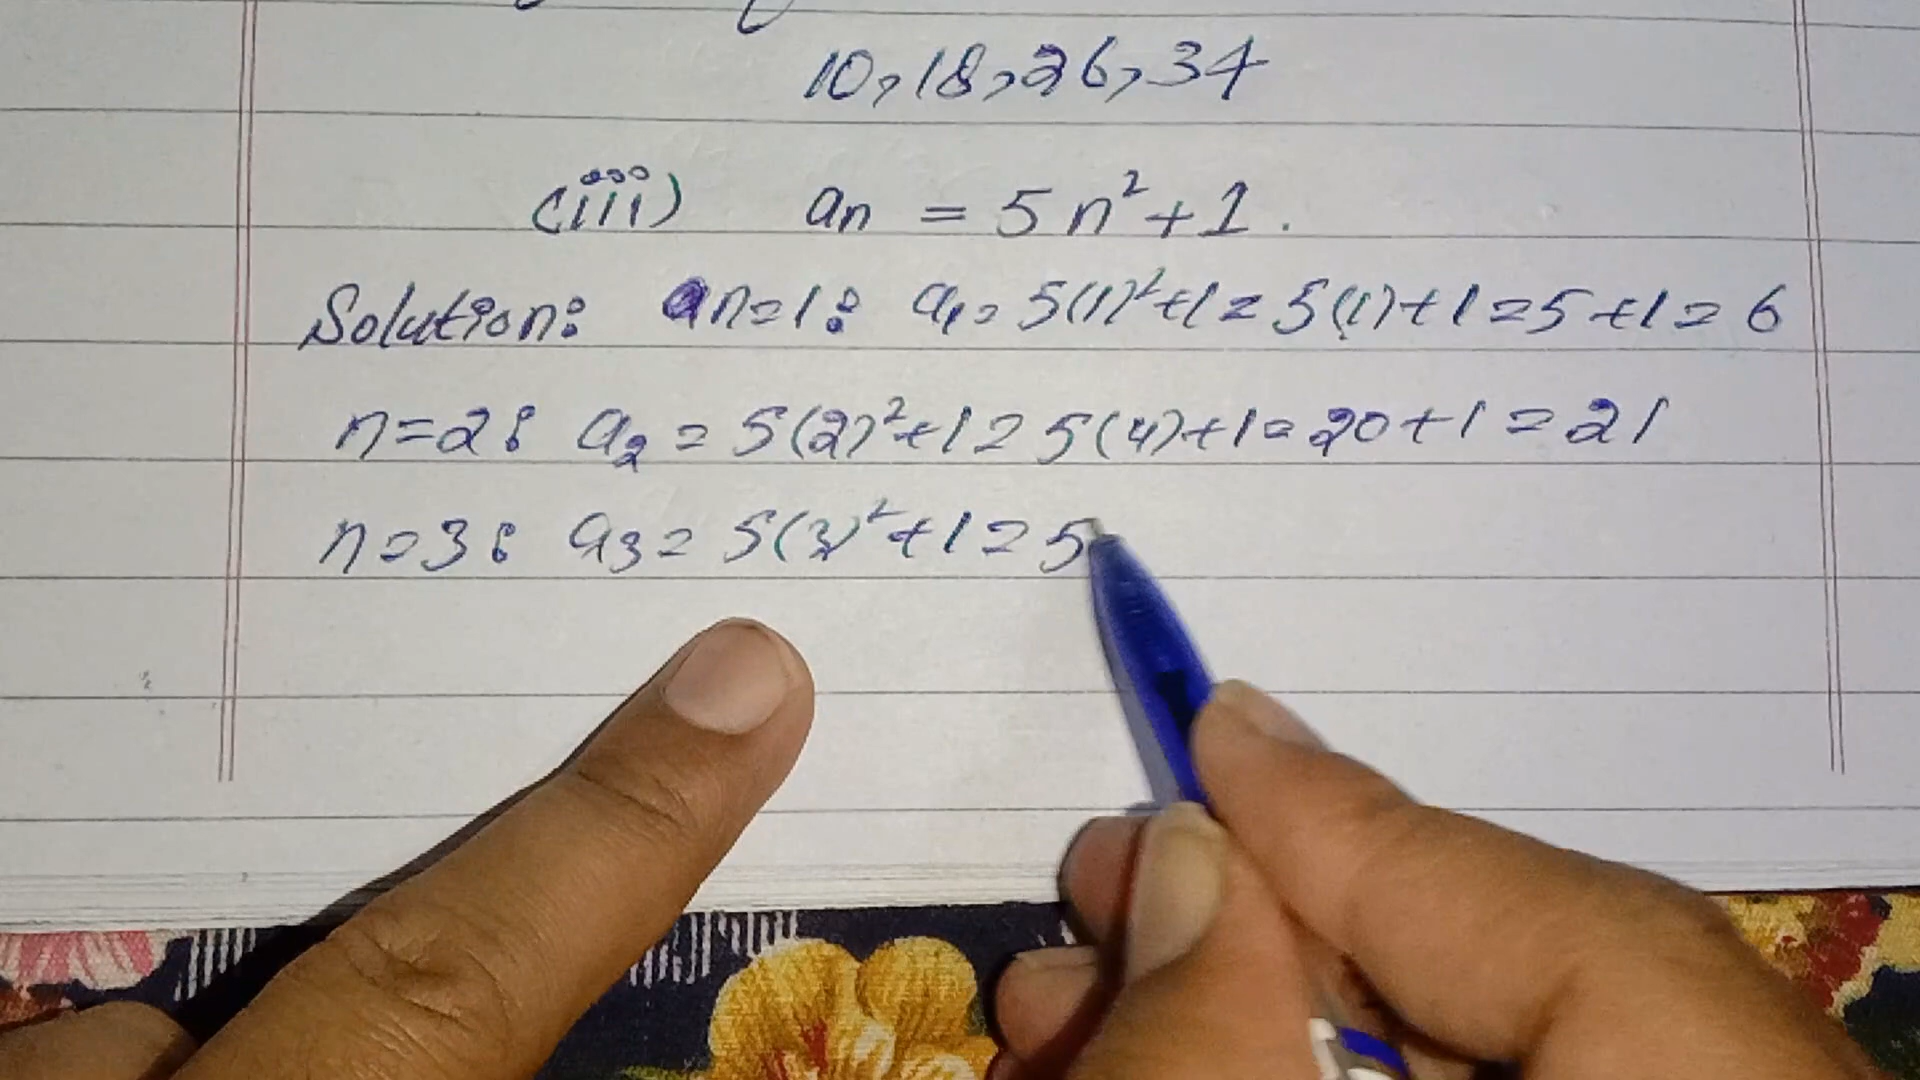 10, 18, 26, 34
(iii) an = 5n²+1.
Solution: n=1: a1 = 5(1)²+1 = 5(1)+1 = 5+1 = 6
n=2: a2 = 5(2)²+1 = 5(4)+1 = 20+1 = 21
n=3: a3 = 5(3)²+1 = 5